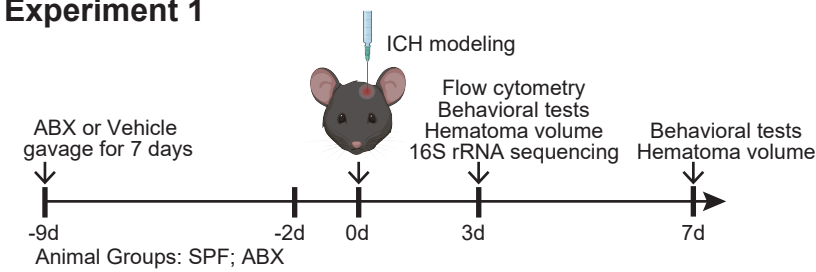 Experiment 1
ICH modeling
Flow cytometry
Behavioral tests
Hematoma volume
16S rRNA sequencing
ABX or Vehicle
gavage for 7 days
Behavioral tests
Hematoma volume
-9d
-2d
0d
3d
7d
Animal Groups: SPF; ABX